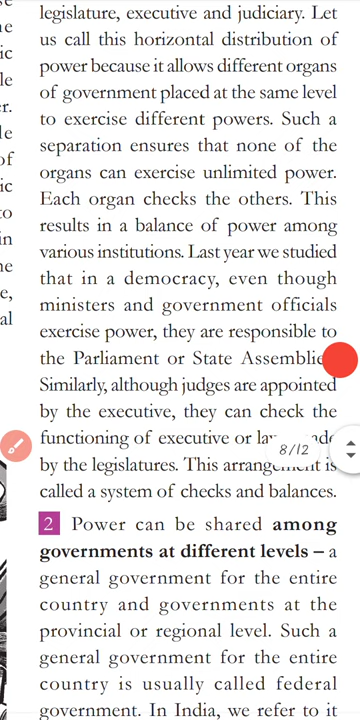 legislature, executive and judiciary. Let
us call this horizontal distribution of
power because it allows different organs
of government placed at the same level
to exercise different powers. Such a
separation ensures that none of the
organs can exercise unlimited power.
Each organ checks the others. This
results in a balance of power among
various institutions. Last year we studied
that in a democracy, even though
ministers and government officials
exercise power, they are responsible to
the Parliament or State
Similarly, although judges are appointed
by the executive, they can check the
functioning of executive or
by the legislatures. This is
called a system of checks and balances.
2 Power can be shared among
governments at different levels – a
general government for the entire
country and governments at the
provincial or regional level. Such a
general government for the entire
country is usually called federal
government. In India, we refer to it
8/12